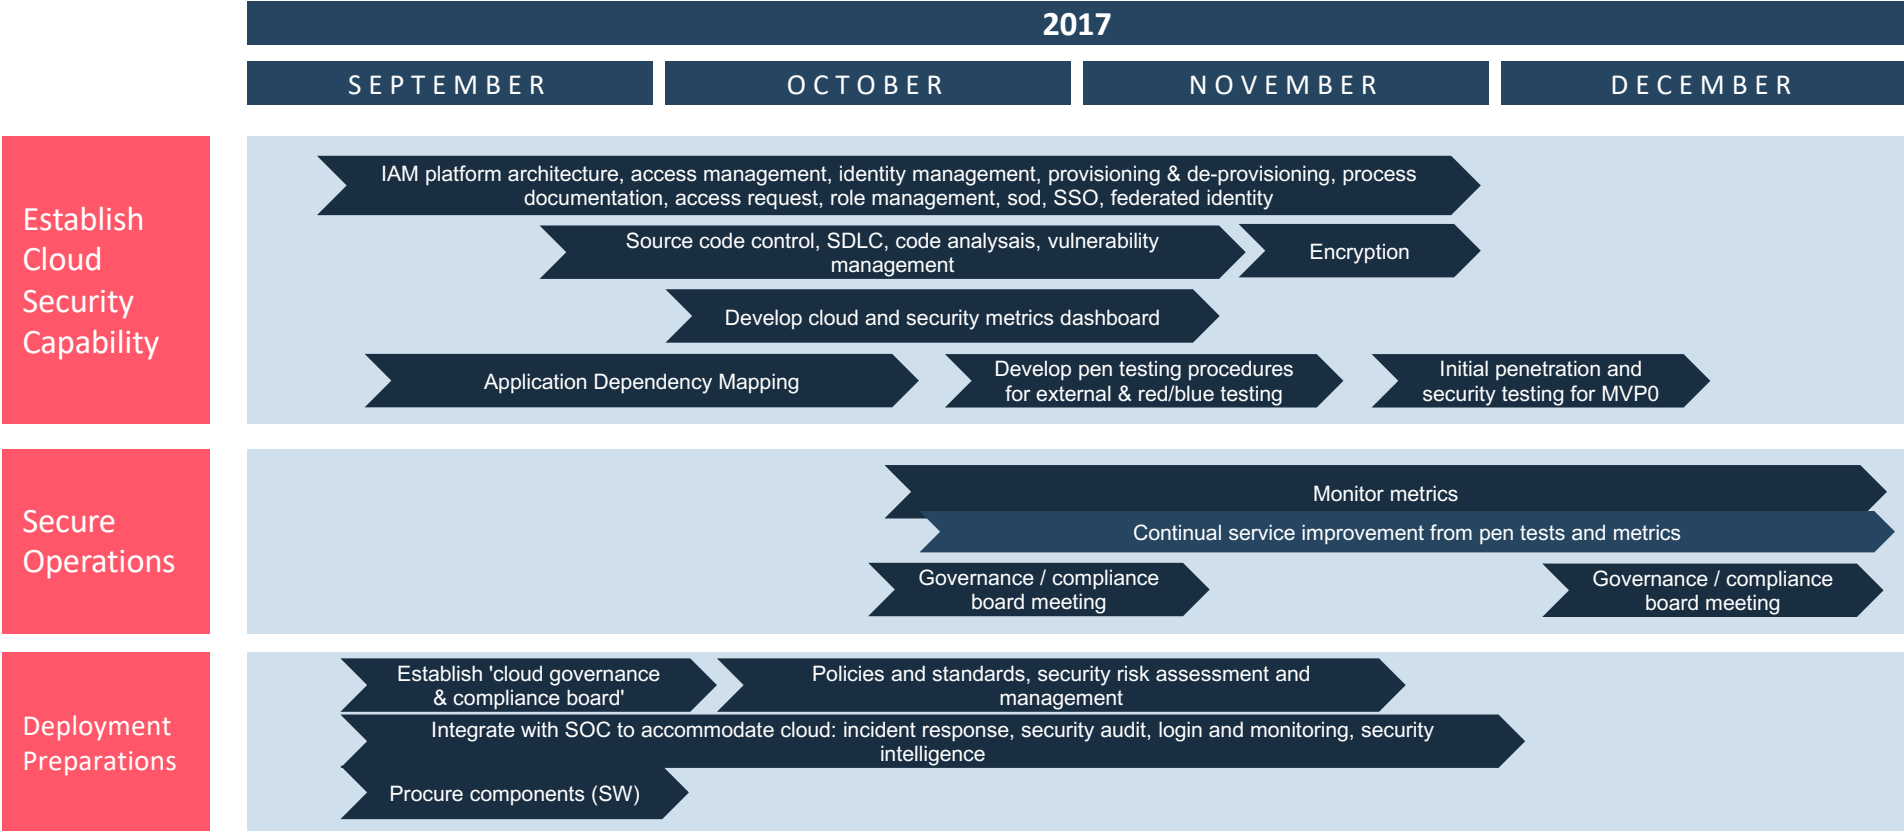 2017
SEPTEMBER
OCTOBER
NOVEMBER
DECEMBER
Establish
Cloud
Security
Capability
IAM platform architecture, access management, identity management, provisioning & de-provisioning, process
documentation, access request, role management, sod, SSO, federated identity
Source code control, SDLC, code analysais, vulnerability
management
Encryption
Develop cloud and security metrics dashboard
Application Dependency Mapping
Develop pen testing procedures
for external & red/blue testing
Initial penetration and
security testing for MVP0
Secure
Operations
Monitor metrics
Continual service improvement from pen tests and metrics
Governance / compliance
board meeting
Governance / compliance
board meeting
Deployment
Preparations
Establish 'cloud governance
& compliance board'
Policies and standards, security risk assessment and
management
Integrate with SOC to accommodate cloud: incident response, security audit, login and monitoring, security
intelligence
Procure components (SW)